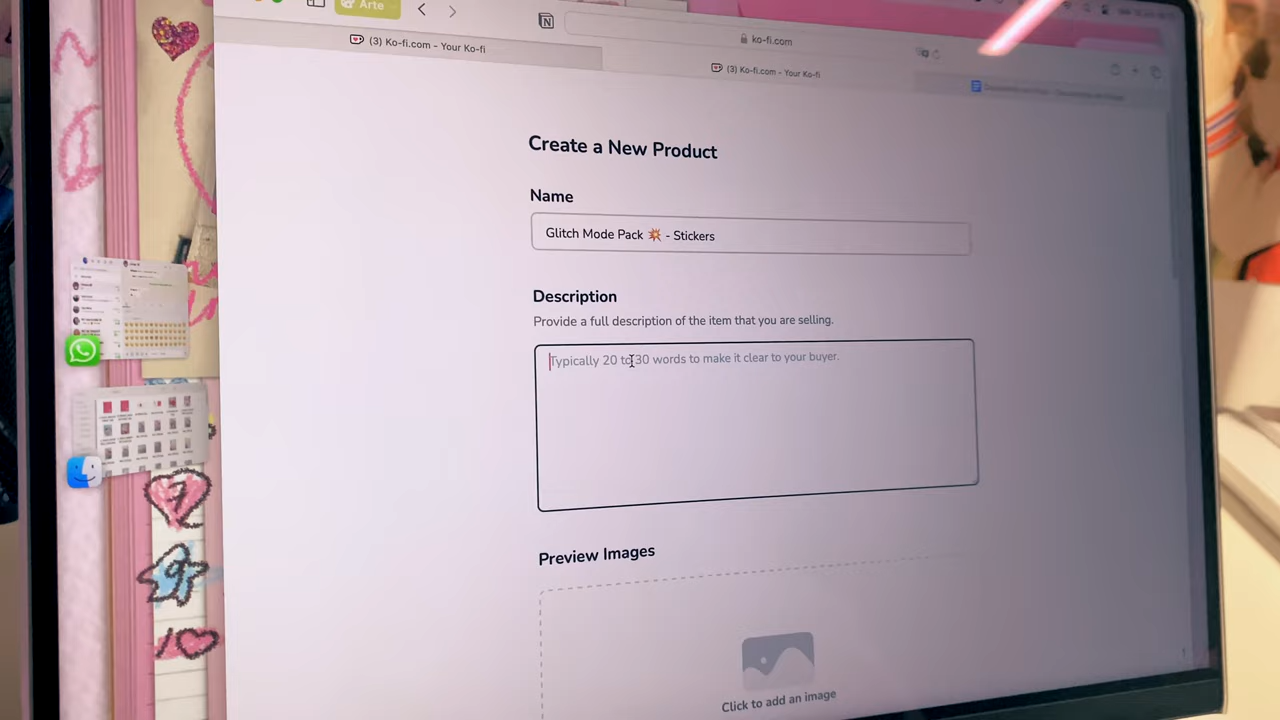 Arte
ko-fi.com
(3) Ko-fi.com - Your Ko-fi
(3) Ko-fi.com - Your Ko-fi
Create a New Product
Name
Glitch Mode Pack 💥 - Stickers
Description
Provide a full description of the item that you are selling.
Typically 20 to 30 words to make it clear to your buyer.
Preview Images
Click to add an image